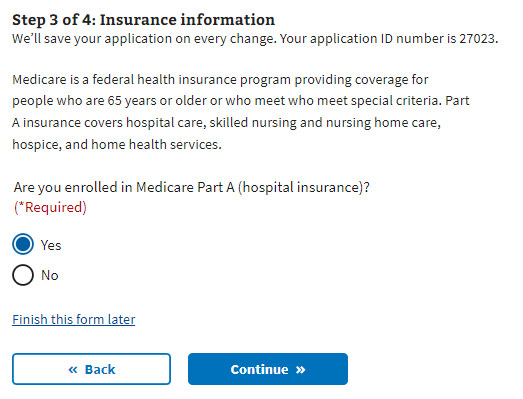 Step 3 of 4: Insurance information
We’ll save your application on every change. Your application ID number is 27023.
Medicare is a federal health insurance program providing coverage for
people who are 65 years or older or who meet who meet special criteria. Part
A insurance covers hospital care, skilled nursing and nursing home care,
hospice, and home health services.
Are you enrolled in Medicare Part A (hospital insurance)?
(*Required)
Yes
No
Finish this form later
« Back
Continue »